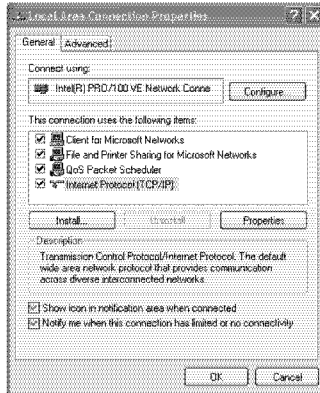 Local Area Connection Properties
General
Advanced
Connect using:
Intel(R) PRO/100 VE Network Conne
Configure...
This connection uses the following items:
Client for Microsoft Networks
File and Printer Sharing for Microsoft Networks
QoS Packet Scheduler
Internet Protocol (TCP/IP)
Install...
Uninstall
Properties
Description
Transmission Control Protocol/Internet Protocol. The default
wide area network protocol that provides communication
across diverse interconnected networks.
Show icon in notification area when connected
Notify me when this connection has limited or no connectivity
OK
Cancel